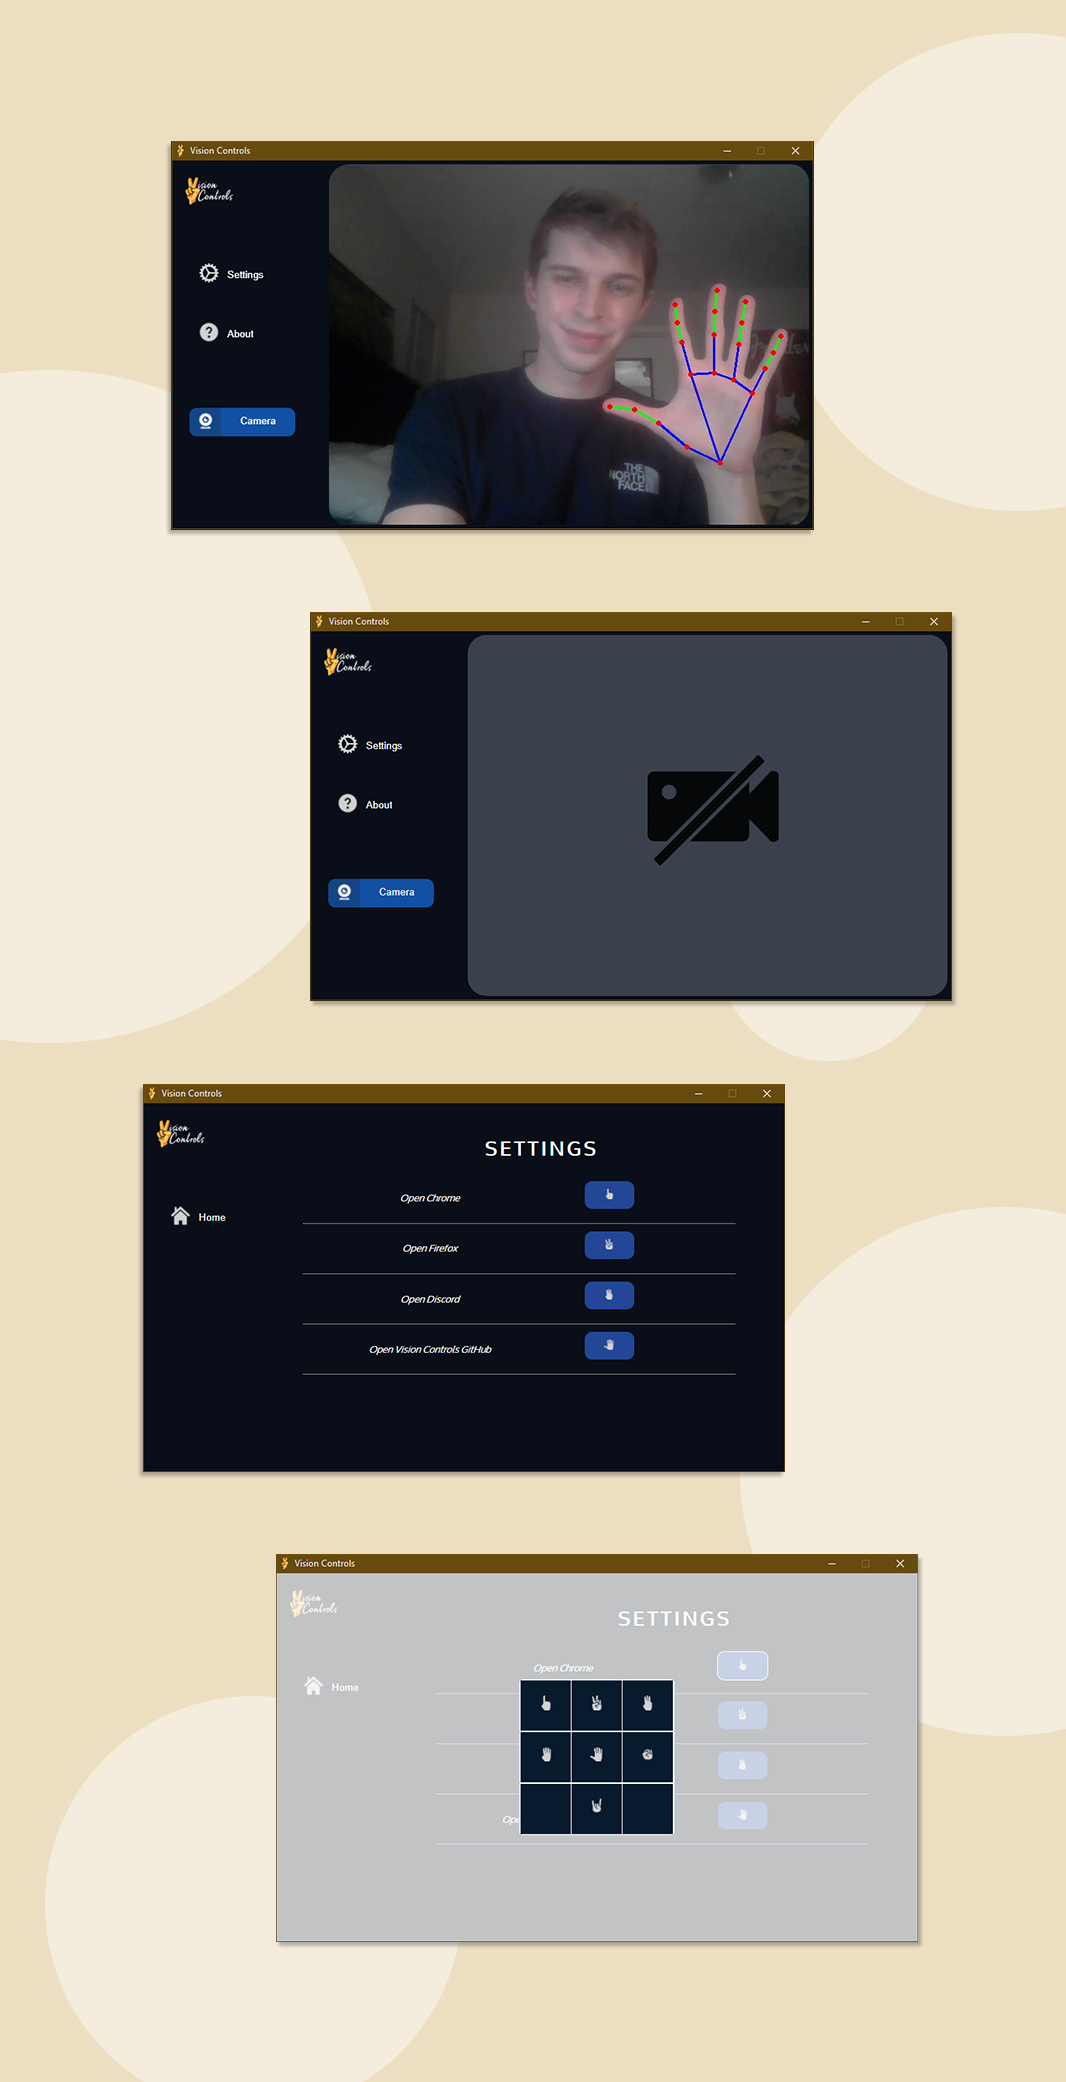 Vision Controls
Vision
Controls
Settings
About
Camera
Fender
THE
NORTH
FACE
Vision Controls
Vision
Controls
Settings
About
Camera
Vision Controls
Vision
Controls
SETTINGS
Home
Open Chrome
Open Firefox
Open Discord
Open Vision Controls GitHub
Vision Controls
Vision
Controls
SETTINGS
Home
Open Chrome
Ope